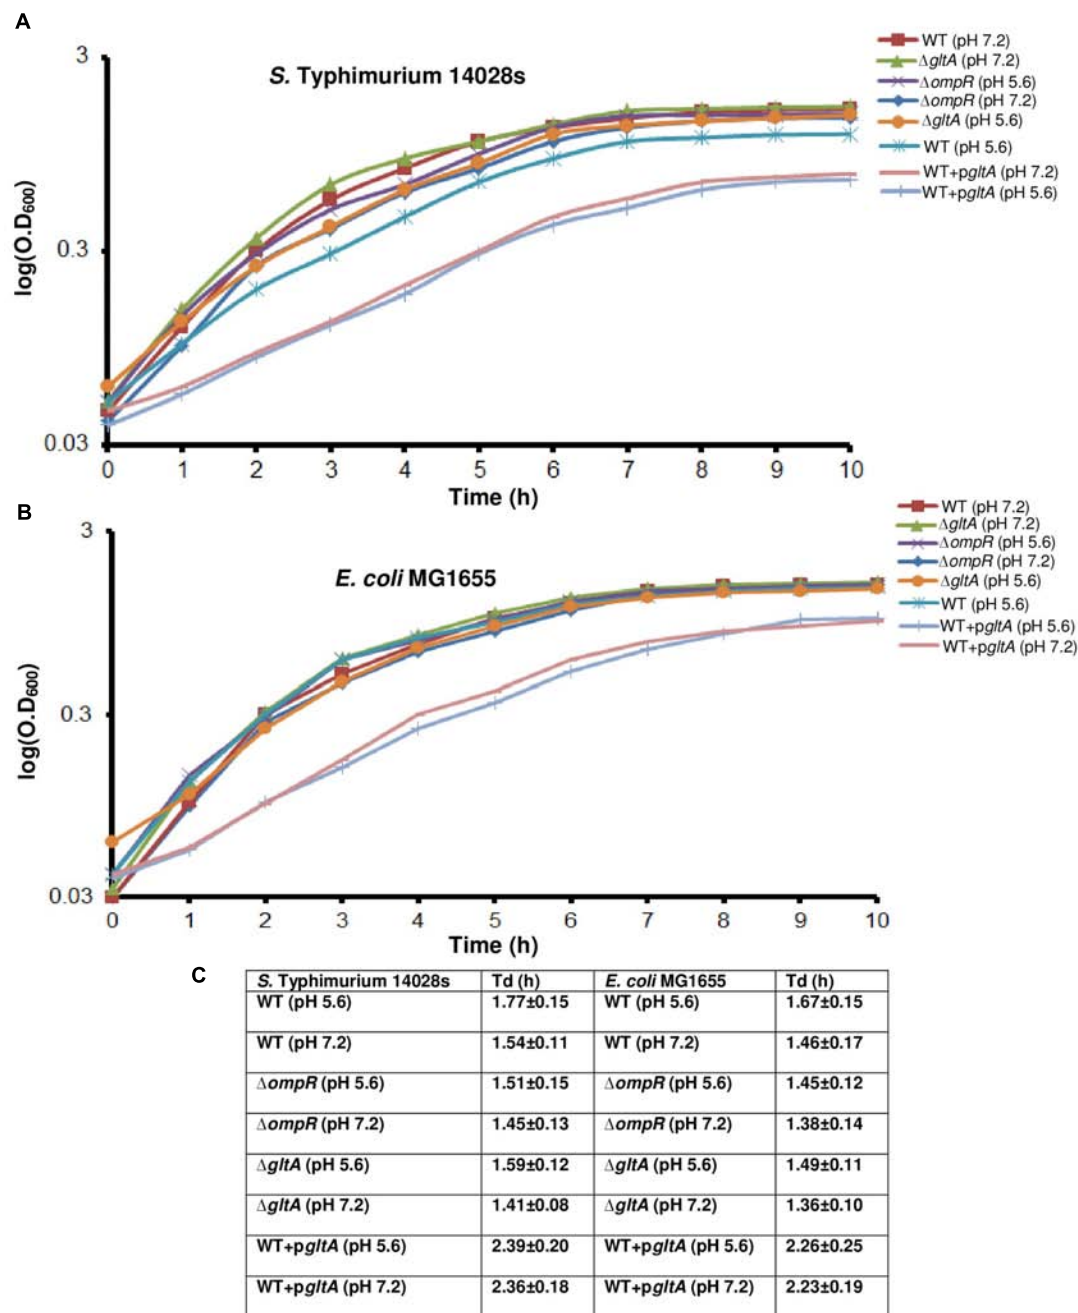 A
3
S. Typhimurium 14028s
WT (pH 7.2)
ΔgltA (pH 7.2)
ΔompR (pH 5.6)
ΔompR (pH 7.2)
ΔgltA (pH 5.6)
WT (pH 5.6)
WT+pgltA (pH 7.2)
WT+pgltA (pH 5.6)
log(O.D600)
0.3
0.03
0 1 2 3 4 5 6 7 8 9 10
Time (h)
B
3
E. coli MG1655
WT (pH 7.2)
ΔgltA (pH 7.2)
ΔompR (pH 5.6)
ΔompR (pH 7.2)
ΔgltA (pH 5.6)
WT (pH 5.6)
WT+pgltA (pH 5.6)
WT+pgltA (pH 7.2)
log(O.D600)
0.3
0.03
0 1 2 3 4 5 6 7 8 9 10
Time (h)
C
S. Typhimurium 14028s Td (h) E. coli MG1655 Td (h)
WT (pH 5.6) 1.77±0.15 WT (pH 5.6) 1.67±0.15
WT (pH 7.2) 1.54±0.11 WT (pH 7.2) 1.46±0.17
ΔompR (pH 5.6) 1.51±0.15 ΔompR (pH 5.6) 1.45±0.12
ΔompR (pH 7.2) 1.45±0.13 ΔompR (pH 7.2) 1.38±0.14
ΔgltA (pH 5.6) 1.59±0.12 ΔgltA (pH 5.6) 1.49±0.11
ΔgltA (pH 7.2) 1.41±0.08 ΔgltA (pH 7.2) 1.36±0.10
WT+pgltA (pH 5.6) 2.39±0.20 WT+pgltA (pH 5.6) 2.26±0.25
WT+pgltA (pH 7.2) 2.36±0.18 WT+pgltA (pH 7.2) 2.23±0.19